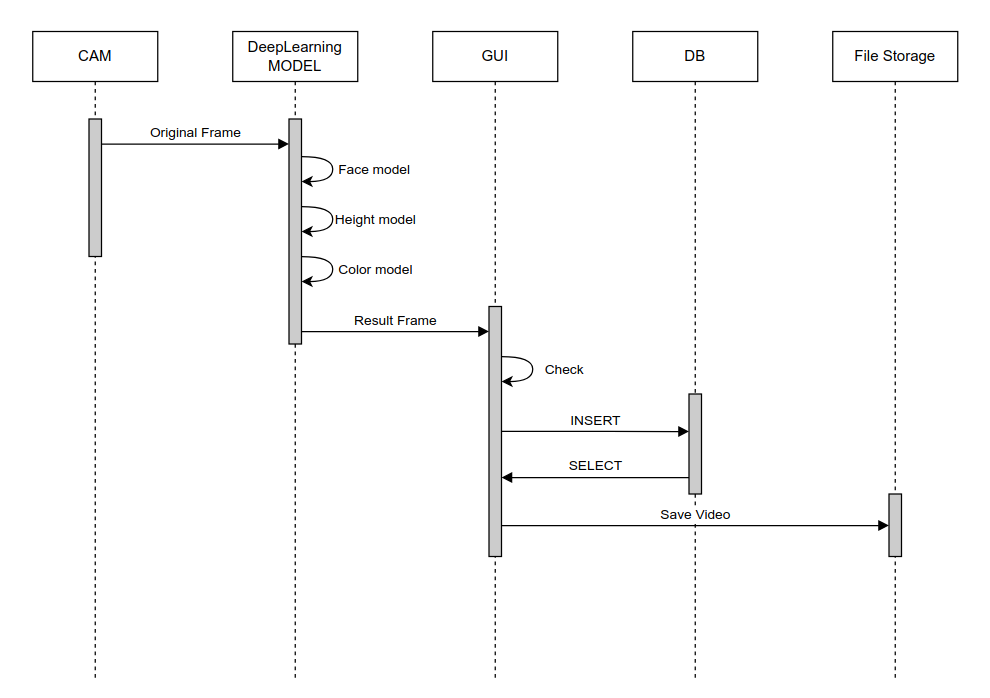 CAM
DeepLearning
MODEL
GUI
DB
File Storage
Original Frame
Face model
Height model
Color model
Result Frame
Check
INSERT
SELECT
Save Video